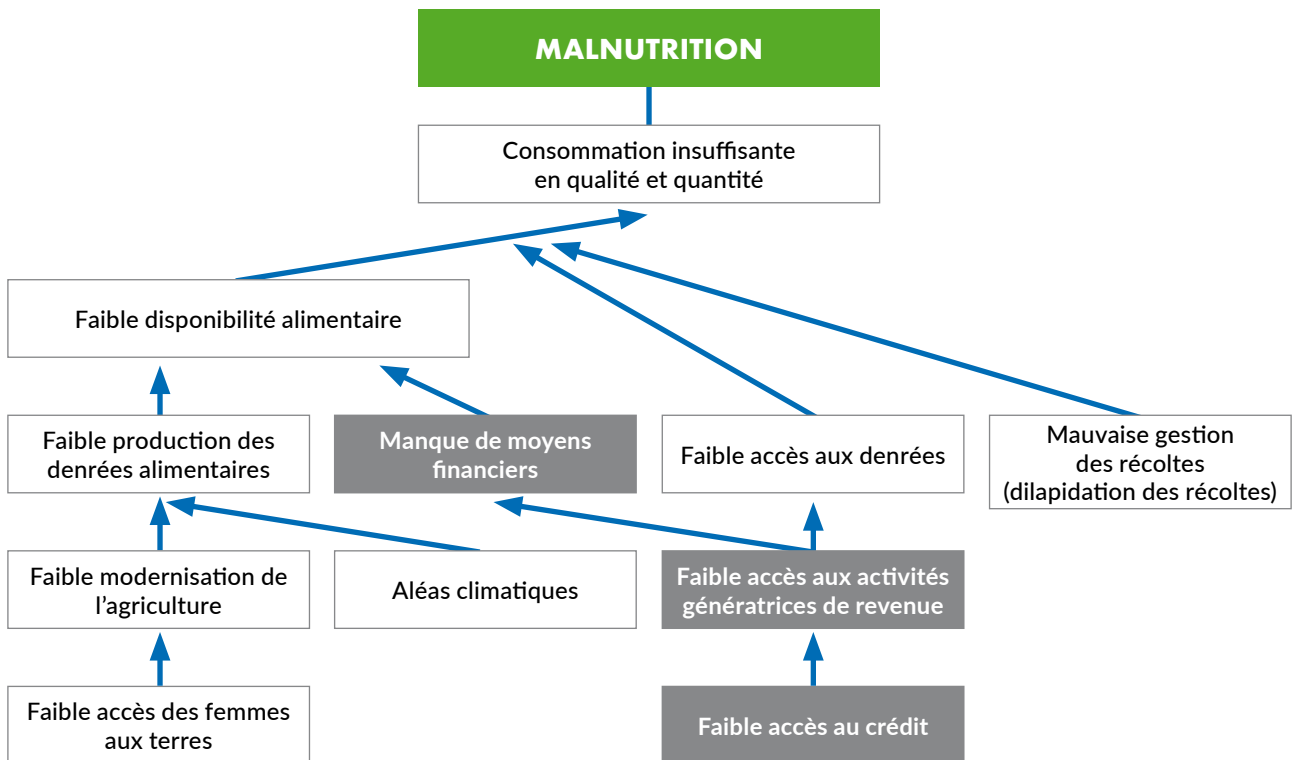 MALNUTRITION
Consommation insuffisante
en qualité et quantité
Faible disponibilité alimentaire
Faible production des
denrées alimentaires
Manque de moyens
financiers
Faible accès aux denrées
Mauvaise gestion
des récoltes
(dilapidation des récoltes)
Faible modernisation de
l’agriculture
Aléas climatiques
Faible accès aux activités
génératrices de revenue
Faible accès des femmes
aux terres
Faible accès au crédit